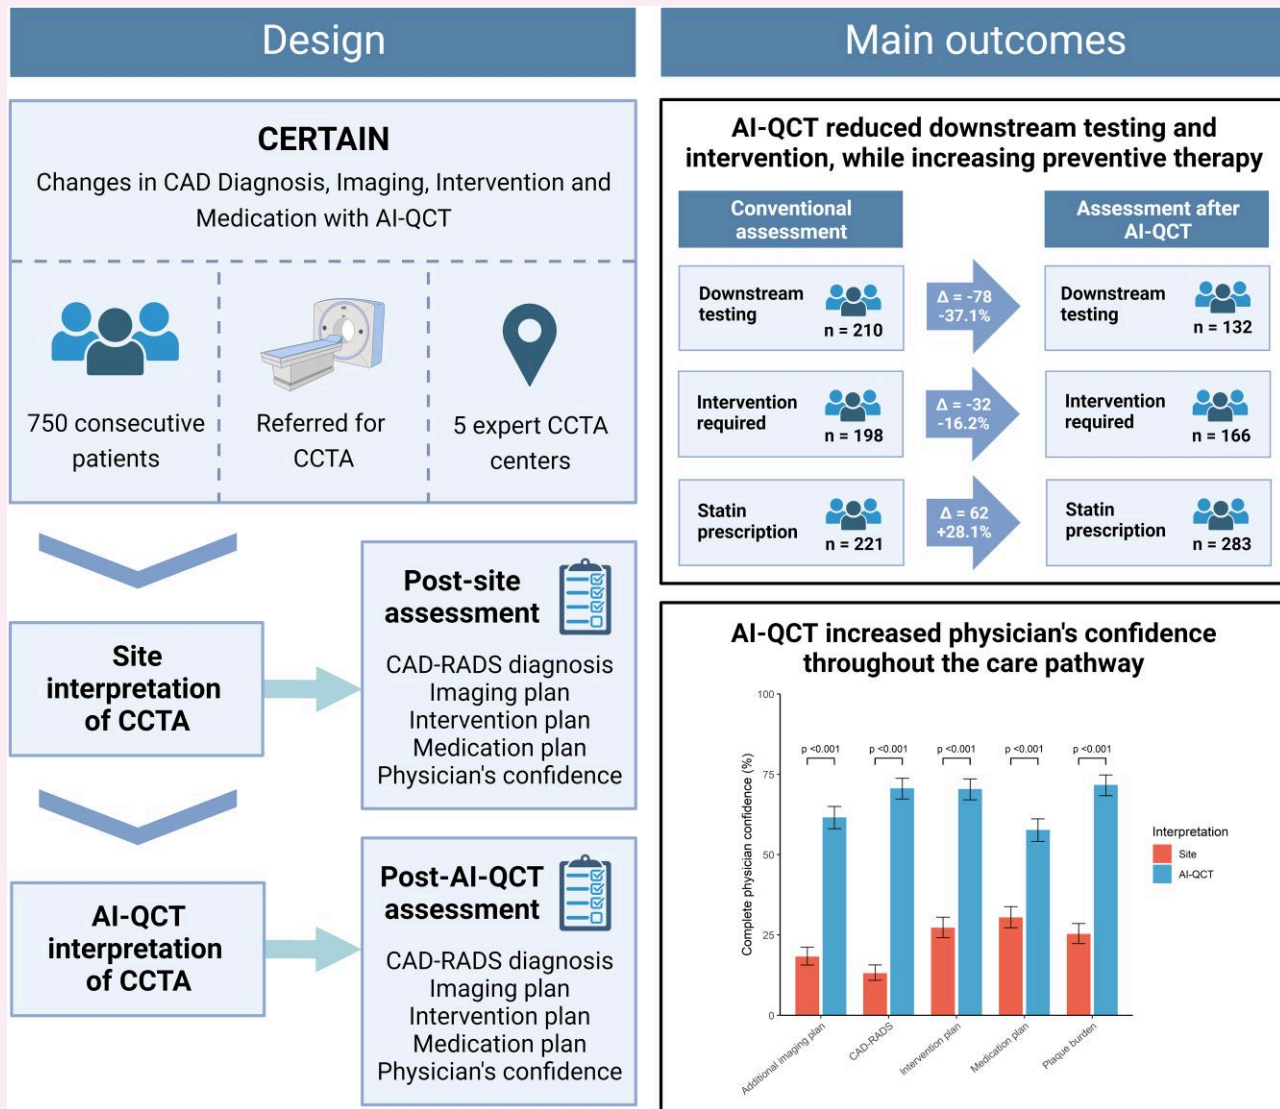 Design
CERTAIN
Changes in CAD Diagnosis, Imaging, Intervention and
Medication with AI-QCT
750 consecutive
patients
Referred for
CCTA
5 expert CCTA
centers
Site
interpretation
of CCTA
Post-site
assessment
CAD-RADS diagnosis
Imaging plan
Intervention plan
Medication plan
Physician's confidence
AI-QCT
interpretation
of CCTA
Post-AI-QCT
assessment
CAD-RADS diagnosis
Imaging plan
Intervention plan
Medication plan
Physician's confidence
Main outcomes
AI-QCT reduced downstream testing and
intervention, while increasing preventive therapy
Conventional
assessment
Assessment after
AI-QCT
Downstream
testing
n = 210
Δ = -78
-37.1%
Downstream
testing
n = 132
Intervention
required
n = 198
Δ = -32
-16.2%
Intervention
required
n = 166
Statin
prescription
n = 221
Δ = 62
+28.1%
Statin
prescription
n = 283
AI-QCT increased physician's confidence
throughout the care pathway
Complete physician confidence (%)
100
75
50
25
0
p <0.001
p <0.001
p <0.001
p <0.001
p <0.001
Additional imaging plan
CAD-RADS
Intervention plan
Medication plan
Plaque burden
Interpretation
Site
AI-QCT